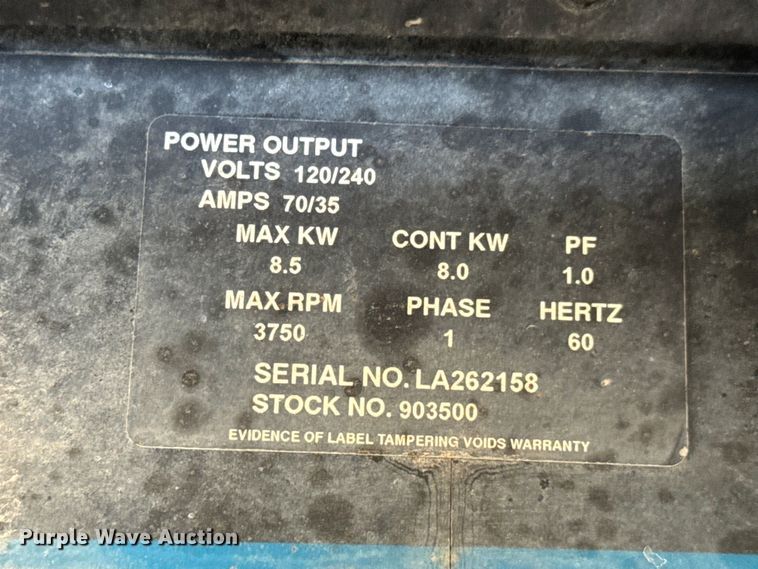 POWER OUTPUT
VOLTS 120/240
AMPS 70/35
MAX KW CONT KW PF
8.5 8.0 1.0
MAX RPM PHASE HERTZ
3750 1 60
SERIAL NO. LA262158
STOCK NO. 903500
EVIDENCE OF LABEL TAMPERING VOIDS WARRANTY
Purple Wave Auction